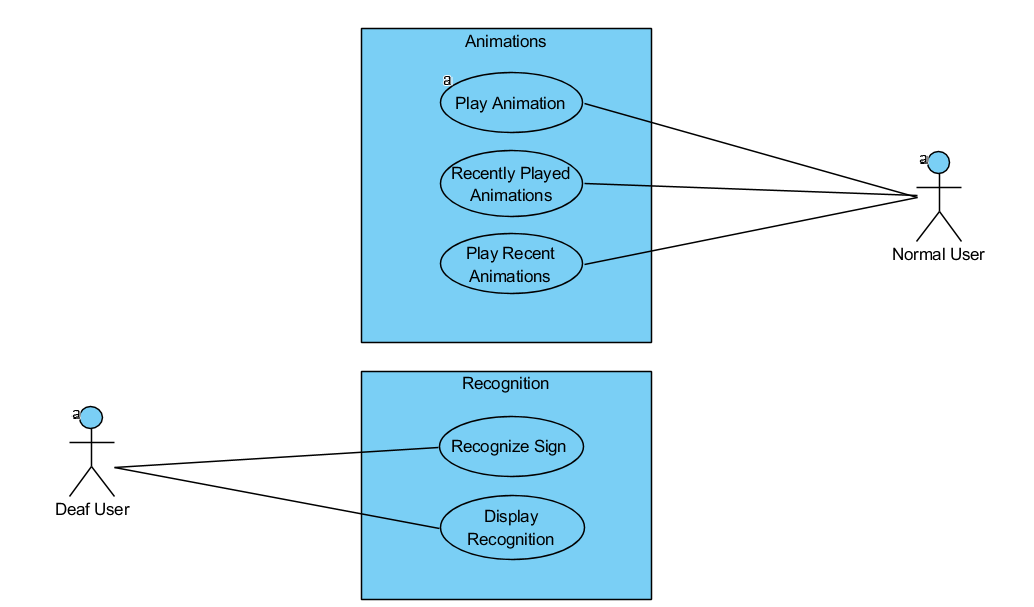 Animations
a
Play Animation
Recently Played
Animations
Play Recent
Animations
a
Normal User
Recognition
a
Deaf User
Recognize Sign
Display
Recognition